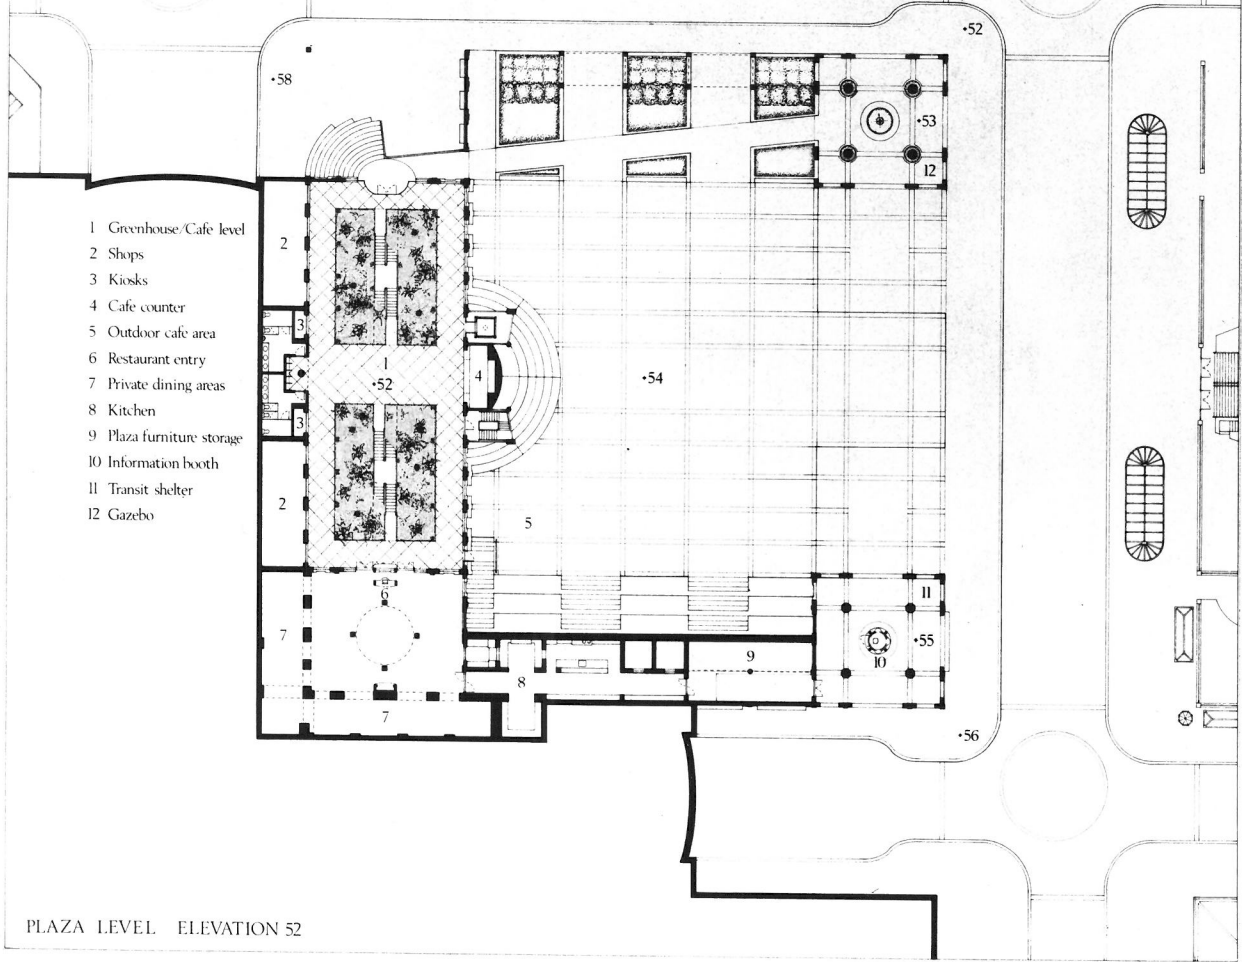 52
58
53
12
1 Greenhouse/Cafe level
2 Shops
3 Kiosks
4 Cafe counter
5 Outdoor cafe area
6 Restaurant entry
7 Private dining areas
8 Kitchen
9 Plaza furniture storage
10 Information booth
11 Transit shelter
12 Gazebo
2
3
1
52
4
54
3
2
5
6
11
7
55
10
9
8
7
56
PLAZA LEVEL ELEVATION 52